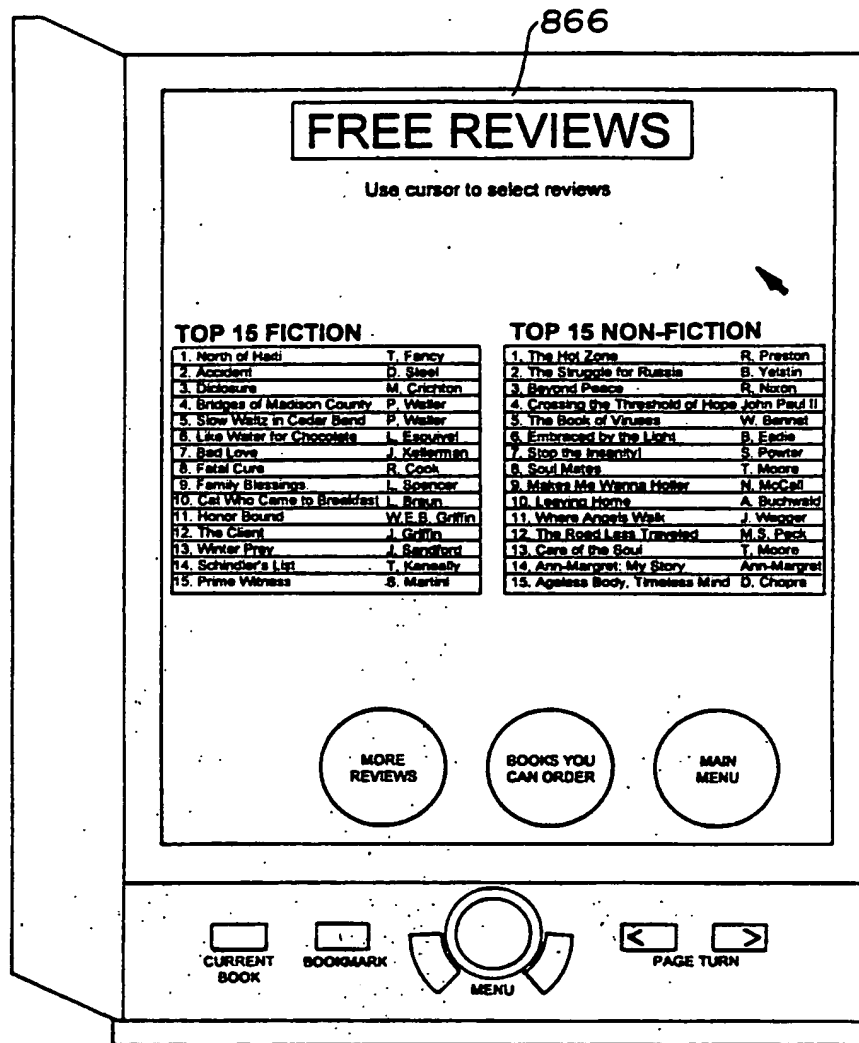 866
FREE REVIEWS
Use cursor to select reviews
TOP 15 FICTION
1. North of Haiti T. Fancy
2. Accident D. Steel
3. Diclosure M. Crichton
4. Bridges of Madison County P. Waller
5. Slow Waltz in Cedar Bend P. Waller
6. Like Water for Chocolate L. Esquivel
7. Bad Love J. Kellerman
8. Fatal Cure R. Cook
9. Family Blessings L. Spencer
10. Cat Who Came to Breakfast L. Braun
11. Honor Bound W.E.B. Griffin
12. The Client J. Griffin
13. Winter Prey J. Sandford
14. Schindler's List T. Keneally
15. Prime Witness S. Martini
TOP 15 NON-FICTION
1. The Hot Zone R. Preston
2. The Struggle for Russia B. Yelstin
3. Beyond Peace R. Nixon
4. Crossing the Threshold of Hope John Paul II
5. The Book of Viruses W. Bennet
6. Embraced by the Light B. Eadie
7. Stop the Insanity! S. Powter
8. Soul Mates T. Moore
9. Makes Me Wanna Holler N. McCall
10. Leaving Home A. Buchwald
11. Where Angels Walk J. Wagger
12. The Road Less Traveled M.S. Peck
13. Care of the Soul T. Moore
14. Ann-Margret: My Story Ann-Margret
15. Ageless Body, Timeless Mind D. Chopra
MORE
REVIEWS
BOOKS YOU
CAN ORDER
MAIN
MENU
CURRENT
BOOK
BOOKMARK
MENU
< >
PAGE TURN